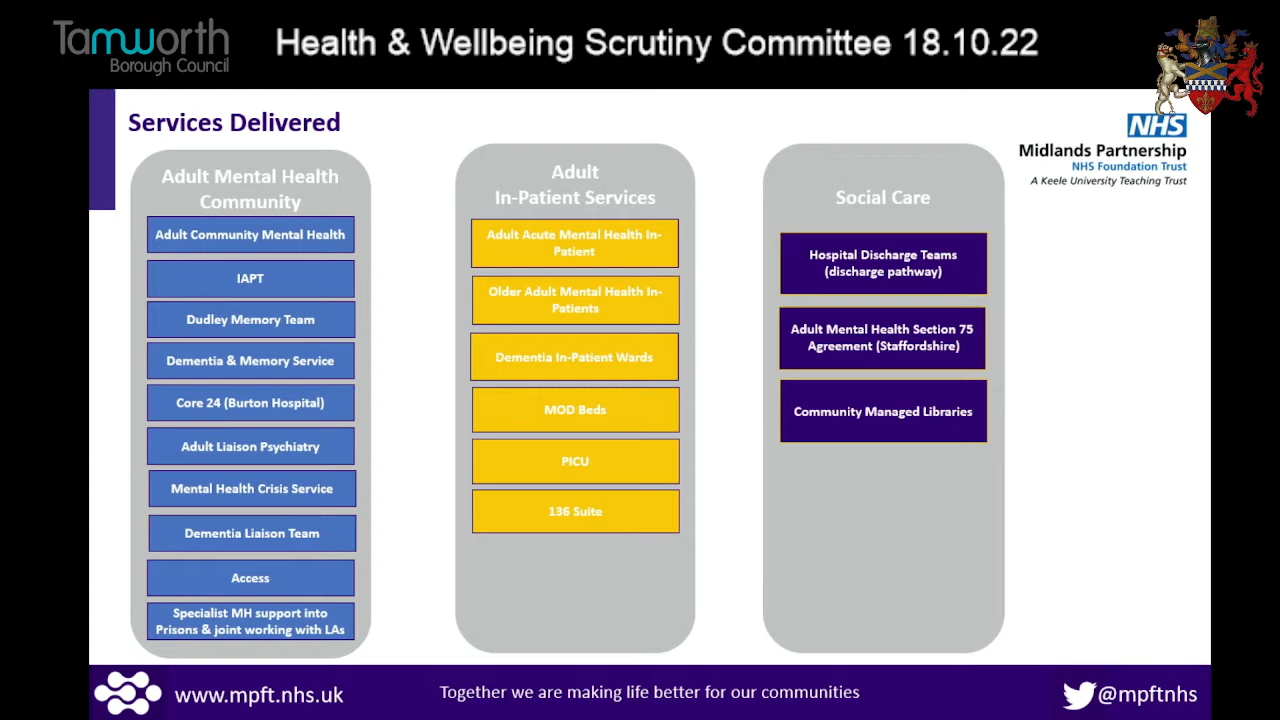 Tamworth
Borough Council
Health & Wellbeing Scrutiny Committee 18.10.22
Services Delivered
NHS
Midlands Partnership
NHS Foundation Trust
A Keele University Teaching Trust
Adult Mental Health
Community
Adult Community Mental Health
IAPT
Dudley Memory Team
Dementia & Memory Service
Core 24 (Burton Hospital)
Adult Liaison Psychiatry
Mental Health Crisis Service
Dementia Liaison Team
Access
Specialist MH support into
Prisons & joint working with LAs
Adult
In-Patient Services
Adult Acute Mental Health In-
Patient
Older Adult Mental Health In-
Patients
Dementia In-Patient Wards
MOD Beds
PICU
136 Suite
Social Care
Hospital Discharge Teams
(discharge pathway)
Adult Mental Health Section 75
Agreement (Staffordshire)
Community Managed Libraries
www.mpft.nhs.uk
Together we are making life better for our communities
@mpftnhs